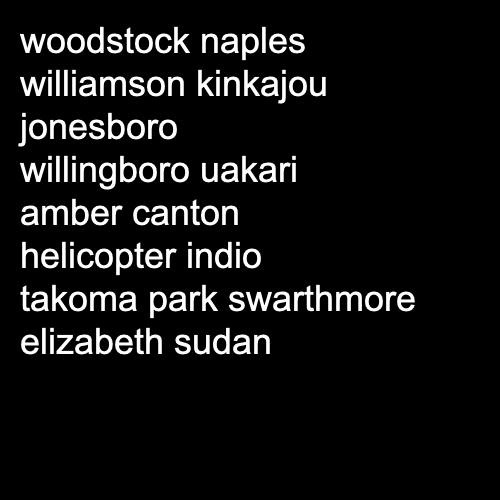 woodstock naples
williamson kinkajou
jonesboro
willingboro uakari
amber canton
helicopter indio
takoma park swarthmore
elizabeth sudan